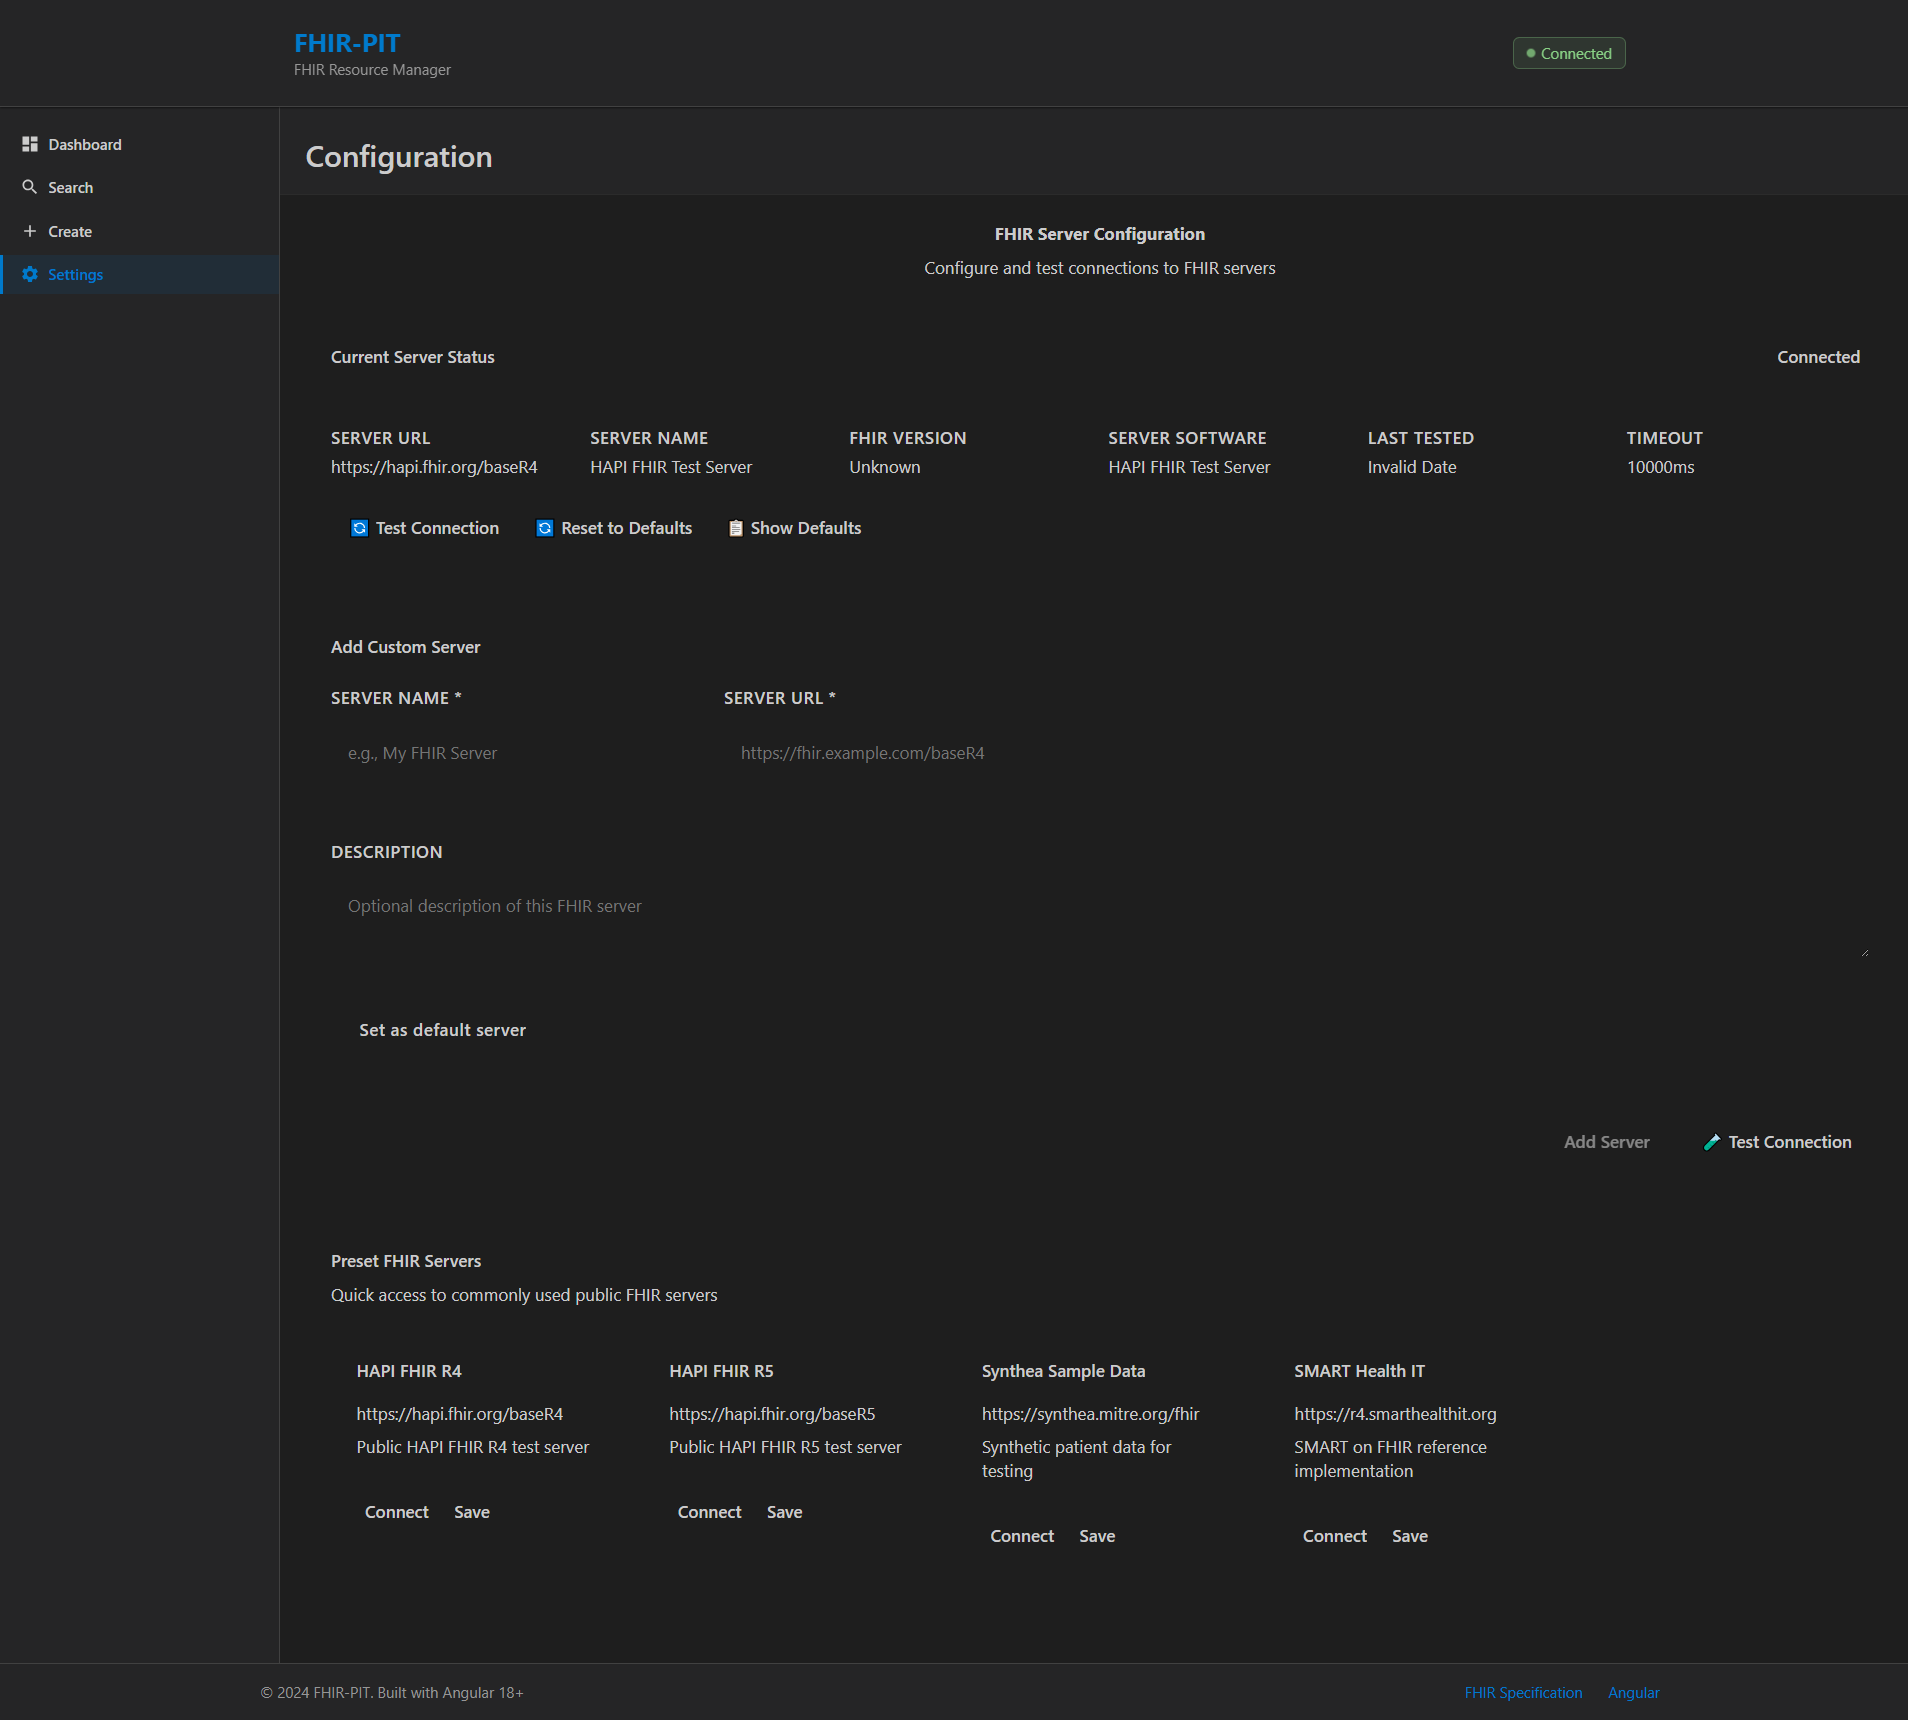 FHIR-PIT
FHIR Resource Manager
Connected
Dashboard
Search
Create
Settings
Configuration
FHIR Server Configuration
Configure and test connections to FHIR servers
Current Server Status
Connected
SERVER URL
https://hapi.fhir.org/baseR4
SERVER NAME
HAPI FHIR Test Server
FHIR VERSION
Unknown
SERVER SOFTWARE
HAPI FHIR Test Server
LAST TESTED
Invalid Date
TIMEOUT
10000ms
Test Connection
Reset to Defaults
Show Defaults
Add Custom Server
SERVER NAME *
e.g., My FHIR Server
SERVER URL *
https://fhir.example.com/baseR4
DESCRIPTION
Optional description of this FHIR server
Set as default server
Add Server
Test Connection
Preset FHIR Servers
Quick access to commonly used public FHIR servers
HAPI FHIR R4
https://hapi.fhir.org/baseR4
Public HAPI FHIR R4 test server
Connect
Save
HAPI FHIR R5
https://hapi.fhir.org/baseR5
Public HAPI FHIR R5 test server
Connect
Save
Synthea Sample Data
https://synthea.mitre.org/fhir
Synthetic patient data for
testing
Connect
Save
SMART Health IT
https://r4.smarthealthit.org
SMART on FHIR reference
implementation
Connect
Save
© 2024 FHIR-PIT. Built with Angular 18+
FHIR Specification
Angular